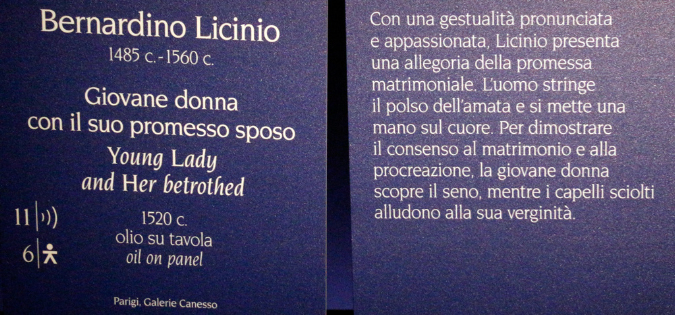 Bernardino Licinio
1485 c.-1560 c.
Giovane donna
con il suo promesso sposo
Young Lady
and Her betrothed
11
6
1520 c.
olio su tavola
oil on panel
Parigi, Galerie Canesso
Con una gestualità pronunciata
e appassionata, Licinio presenta
una allegoria della promessa
matrimoniale. L'uomo stringe
il polso dell'amata e si mette una
mano sul cuore. Per dimostrare
il consenso al matrimonio e alla
procreazione, la giovane donna
scopre il seno, mentre i capelli sciolti
alludono alla sua verginità.